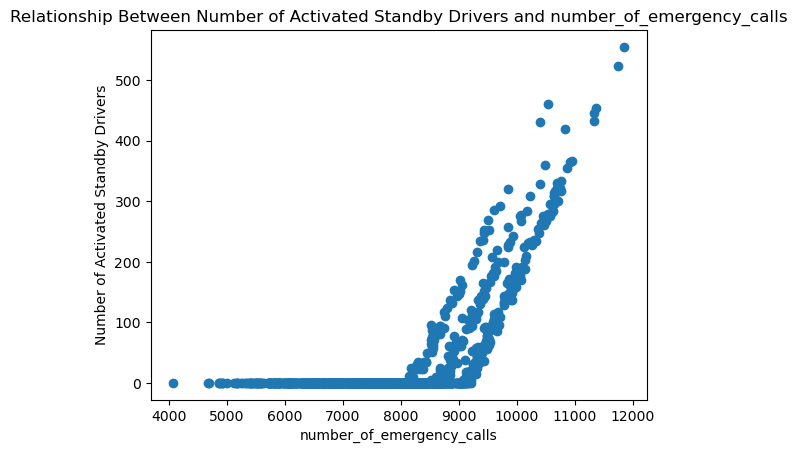 Relationship Between Number of Activated Standby Drivers and number_of_emergency_calls
Number of Activated Standby Drivers
500
400
300
200
100
0
4000 5000 6000 7000 8000 9000 10000 11000 12000
number_of_emergency_calls